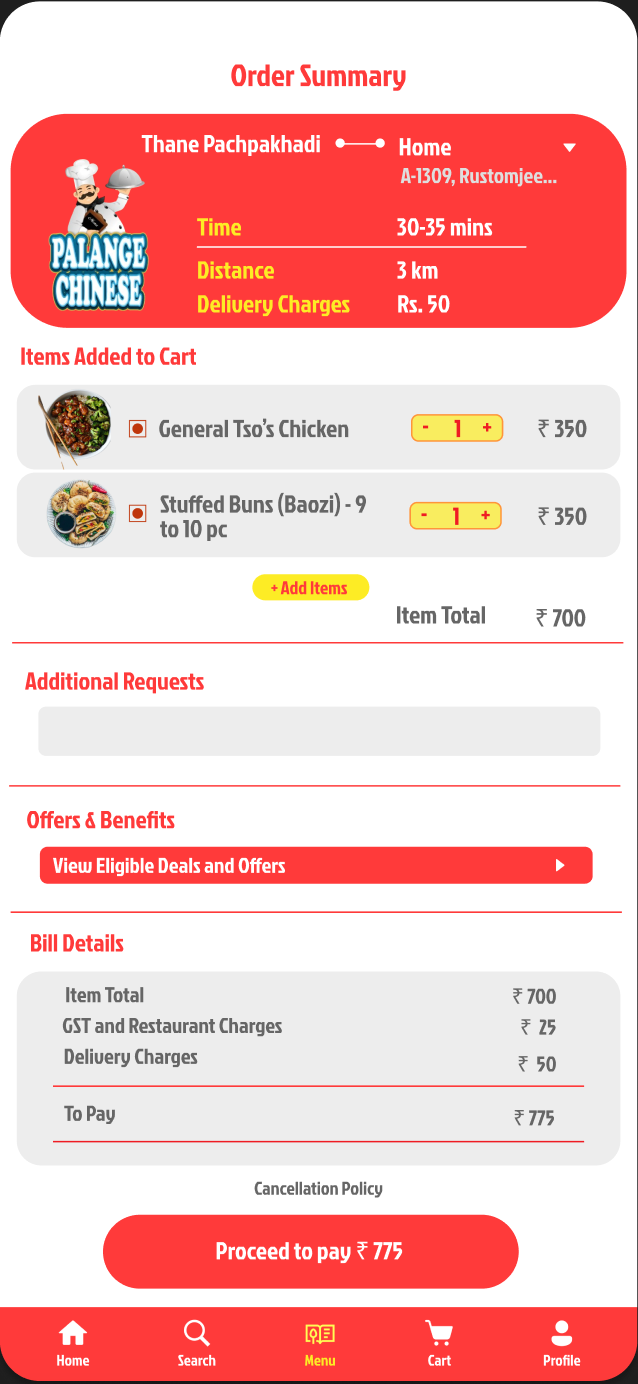 Order Summary
Thane Pachpakhadi
Home
A-1309, Rustomjee...
PALANGE
CHINESE
Time 30-35 mins
Distance 3 km
Delivery Charges Rs. 50
Items Added to Cart
General Tso's Chicken - 1 + ₹ 350
Stuffed Buns (Baozi) - 9
to 10 pc
- 1 + ₹ 350
+ Add Items
Item Total ₹ 700
Additional Requests
Offers & Benefits
View Eligible Deals and Offers
Bill Details
Item Total ₹ 700
GST and Restaurant Charges ₹ 25
Delivery Charges ₹ 50
To Pay ₹ 775
Cancellation Policy
Proceed to pay ₹ 775
Home Search Menu Cart Profile